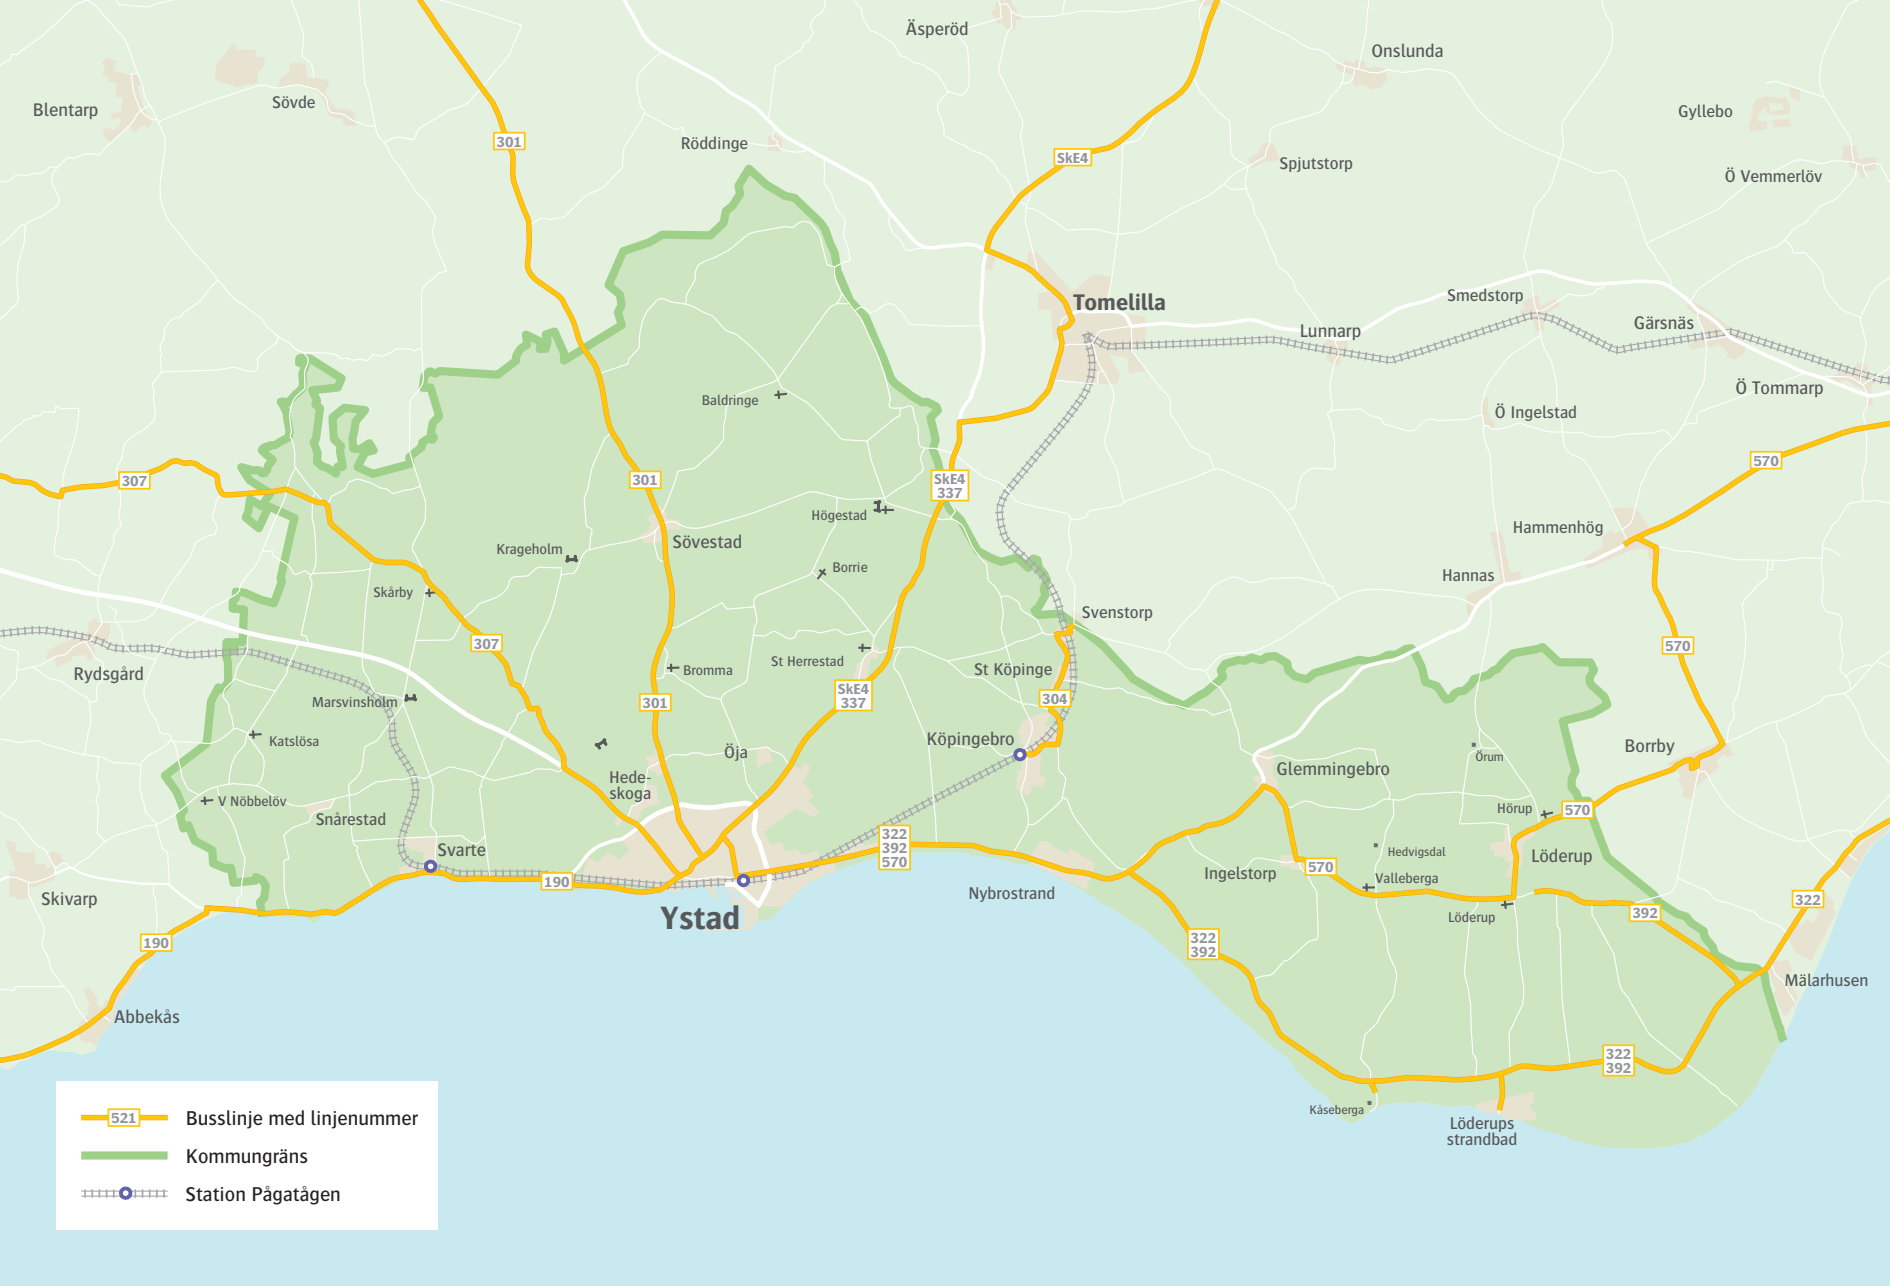 Äsperöd
Onslunda
Blentarp
Sövde
Gyllebo
301
Röddinge
SkE4
Spjutstorp
Ö Vemmerlöv
Tomelilla
Smedstorp
Gärsnäs
Lunnarp
Ö Tommarp
Baldringe
Ö Ingelstad
307
301
SkE4
337
570
Högestad
Hammenhög
Sövestad
Krageholm
Borrie
Hannas
Skårby
Svenstorp
307
570
Rydsgård
St Herrestad
Bromma
St Köpinge
Marsvinsholm
301
SkE4
337
304
Katslösa
Öja
Köpingebro
Borrby
Örum
Hede-
skoga
Glemmingebro
V Nöbbelöv
Snårestad
Hörup
570
322
392
570
Svarte
Hedvigsdal
Löderup
Ingelstorp
570
Valleberga
190
Nybrostrand
Skivarp
Ystad
Löderup
392
322
190
322
392
Mälarhusen
Abbekås
322
392
Kåseberga
Löderups
strandbad
521
Busslinje med linjenummer
Kommungräns
Station Pågatågen